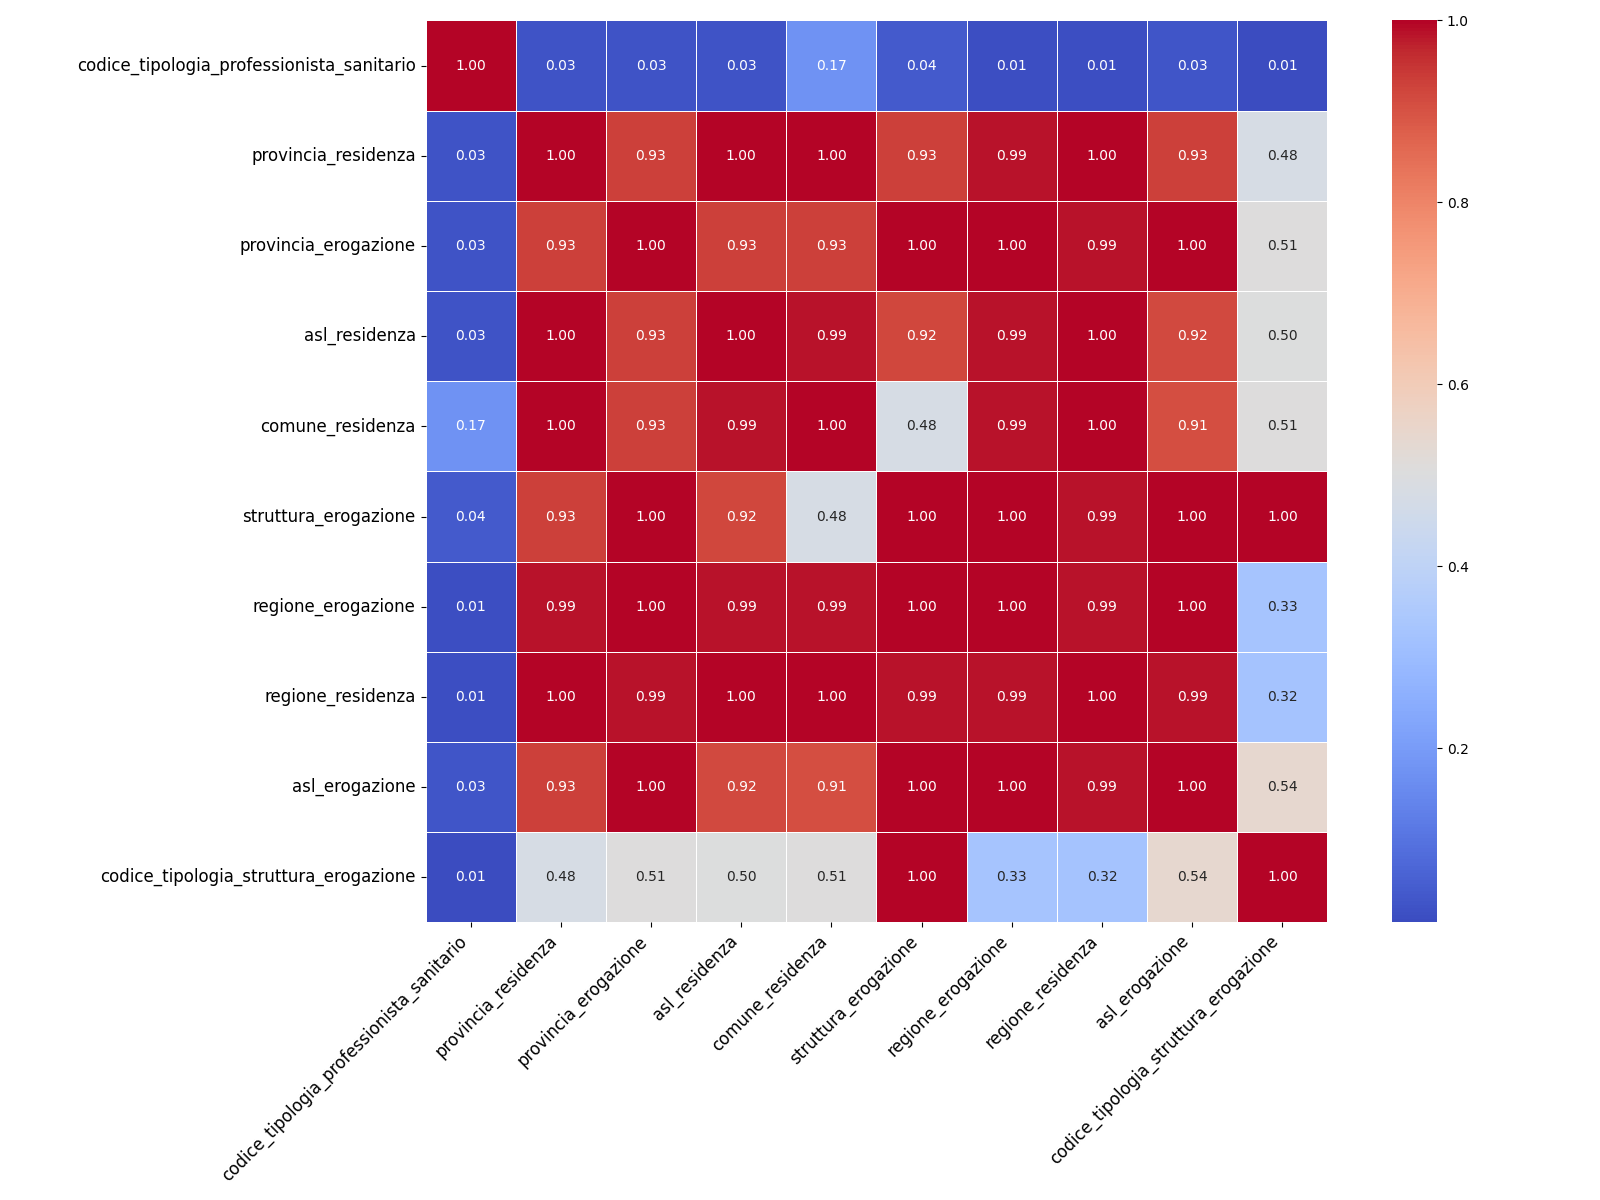 codice_tipologia_professionista_sanitario 1.00 0.03 0.03 0.03 0.17 0.04 0.01 0.01 0.03 0.01
provincia_residenza 0.03 1.00 0.93 1.00 1.00 0.93 0.99 1.00 0.93 0.48
provincia_erogazione 0.03 0.93 1.00 0.93 0.93 1.00 1.00 0.99 1.00 0.51
asl_residenza 0.03 1.00 0.93 1.00 0.99 0.92 0.99 1.00 0.92 0.50
comune_residenza 0.17 1.00 0.93 0.99 1.00 0.48 0.99 1.00 0.91 0.51
struttura_erogazione 0.04 0.93 1.00 0.92 0.48 1.00 1.00 0.99 1.00 1.00
regione_erogazione 0.01 0.99 1.00 0.99 0.99 1.00 1.00 0.99 1.00 0.33
regione_residenza 0.01 1.00 0.99 1.00 1.00 0.99 0.99 1.00 0.99 0.32
asl_erogazione 0.03 0.93 1.00 0.92 0.91 1.00 1.00 0.99 1.00 0.54
codice_tipologia_struttura_erogazione 0.01 0.48 0.51 0.50 0.51 1.00 0.33 0.32 0.54 1.00
codice_tipologia_professionista_sanitario
provincia_residenza
provincia_erogazione
asl_residenza
comune_residenza
struttura_erogazione
regione_erogazione
regione_residenza
asl_erogazione
codice_tipologia_struttura_erogazione
1.0
0.8
0.6
0.4
0.2